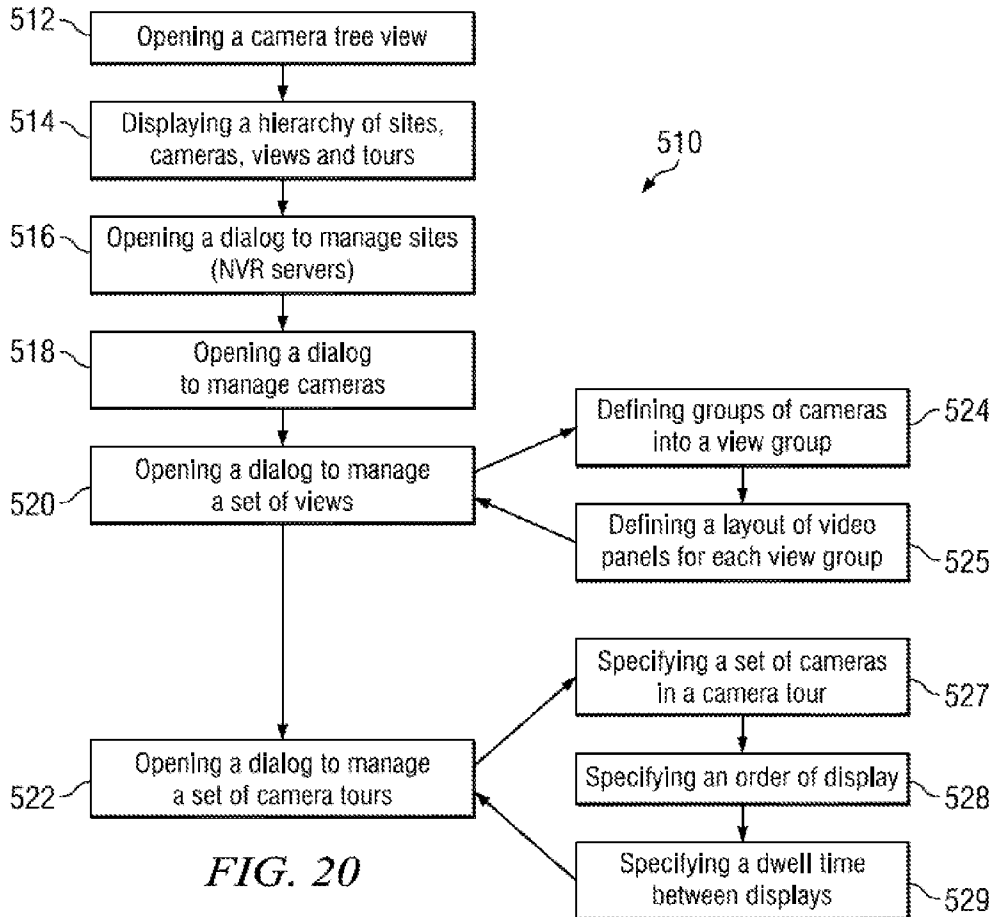 512
Opening a camera tree view
514
Displaying a hierarchy of sites,
cameras, views and tours
510
516
Opening a dialog to manage sites
(NVR servers)
518
Opening a dialog
to manage cameras
Defining groups of cameras
into a view group
524
520
Opening a dialog to manage
a set of views
Defining a layout of video
panels for each view group
525
Specifying a set of cameras
in a camera tour
527
522
Opening a dialog to manage
a set of camera tours
Specifying an order of display
528
Specifying a dwell time
between displays
529
FIG. 20